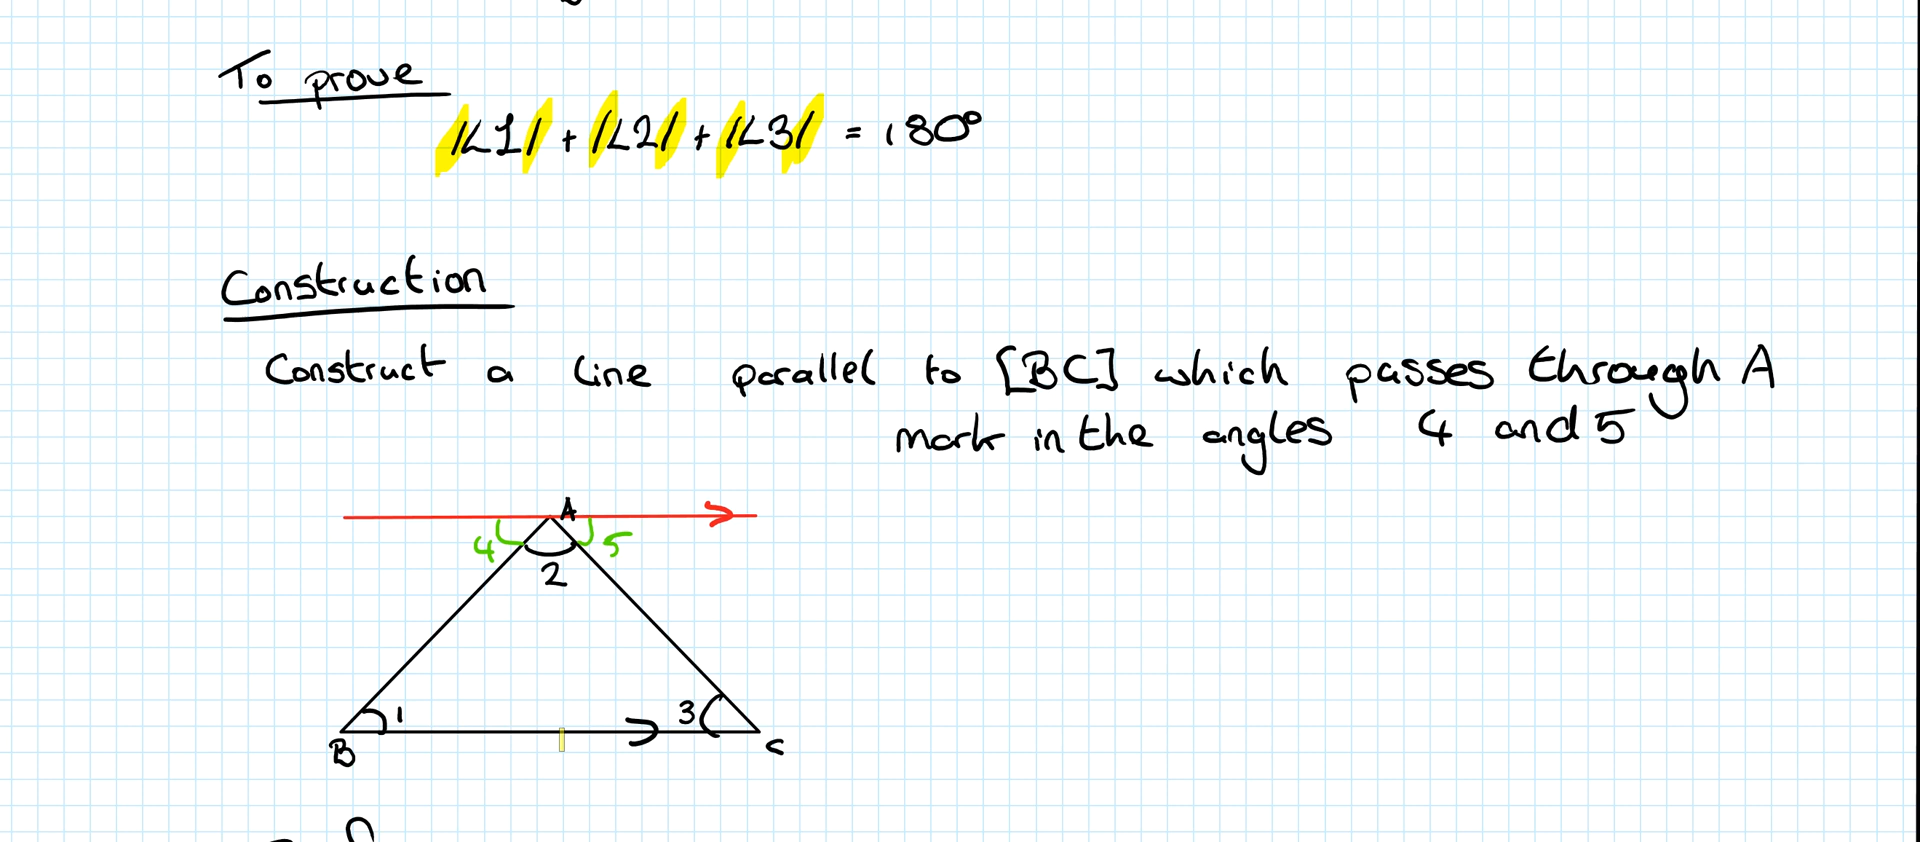 To prove
|∠1| + |∠2| + |∠3| = 180°
Construction
Construct a line parallel to [BC] which passes through A
mark in the angles 4 and 5
A
4 5
2
1 3
B C